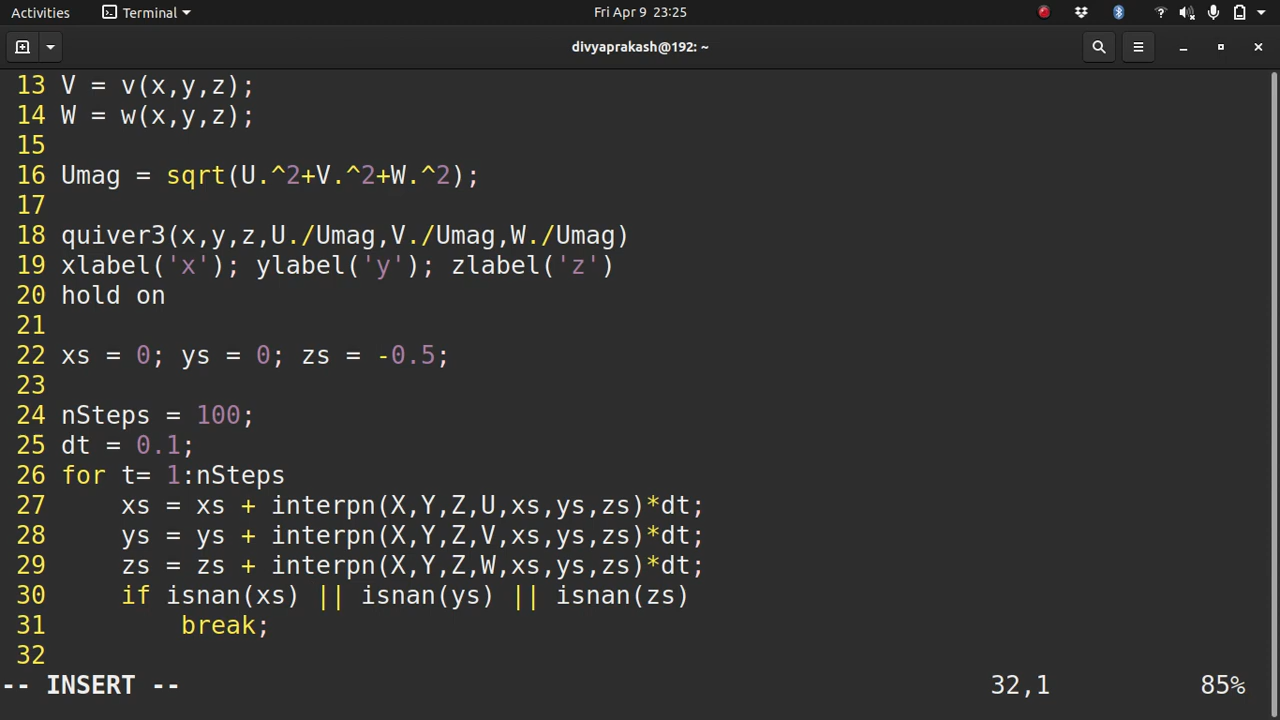 Activities Terminal Fri Apr 9 23:25
divyaprakash@192: ~
13 V = v(x,y,z);
14 W = w(x,y,z);
15
16 Umag = sqrt(U.^2+V.^2+W.^2);
17
18 quiver3(x,y,z,U./Umag,V./Umag,W./Umag)
19 xlabel('x'); ylabel('y'); zlabel('z')
20 hold on
21
22 xs = 0; ys = 0; zs = -0.5;
23
24 nSteps = 100;
25 dt = 0.1;
26 for t= 1:nSteps
27     xs = xs + interpn(X,Y,Z,U,xs,ys,zs)*dt;
28     ys = ys + interpn(X,Y,Z,V,xs,ys,zs)*dt;
29     zs = zs + interpn(X,Y,Z,W,xs,ys,zs)*dt;
30     if isnan(xs) || isnan(ys) || isnan(zs)
31         break;
32
-- INSERT -- 32,1 85%